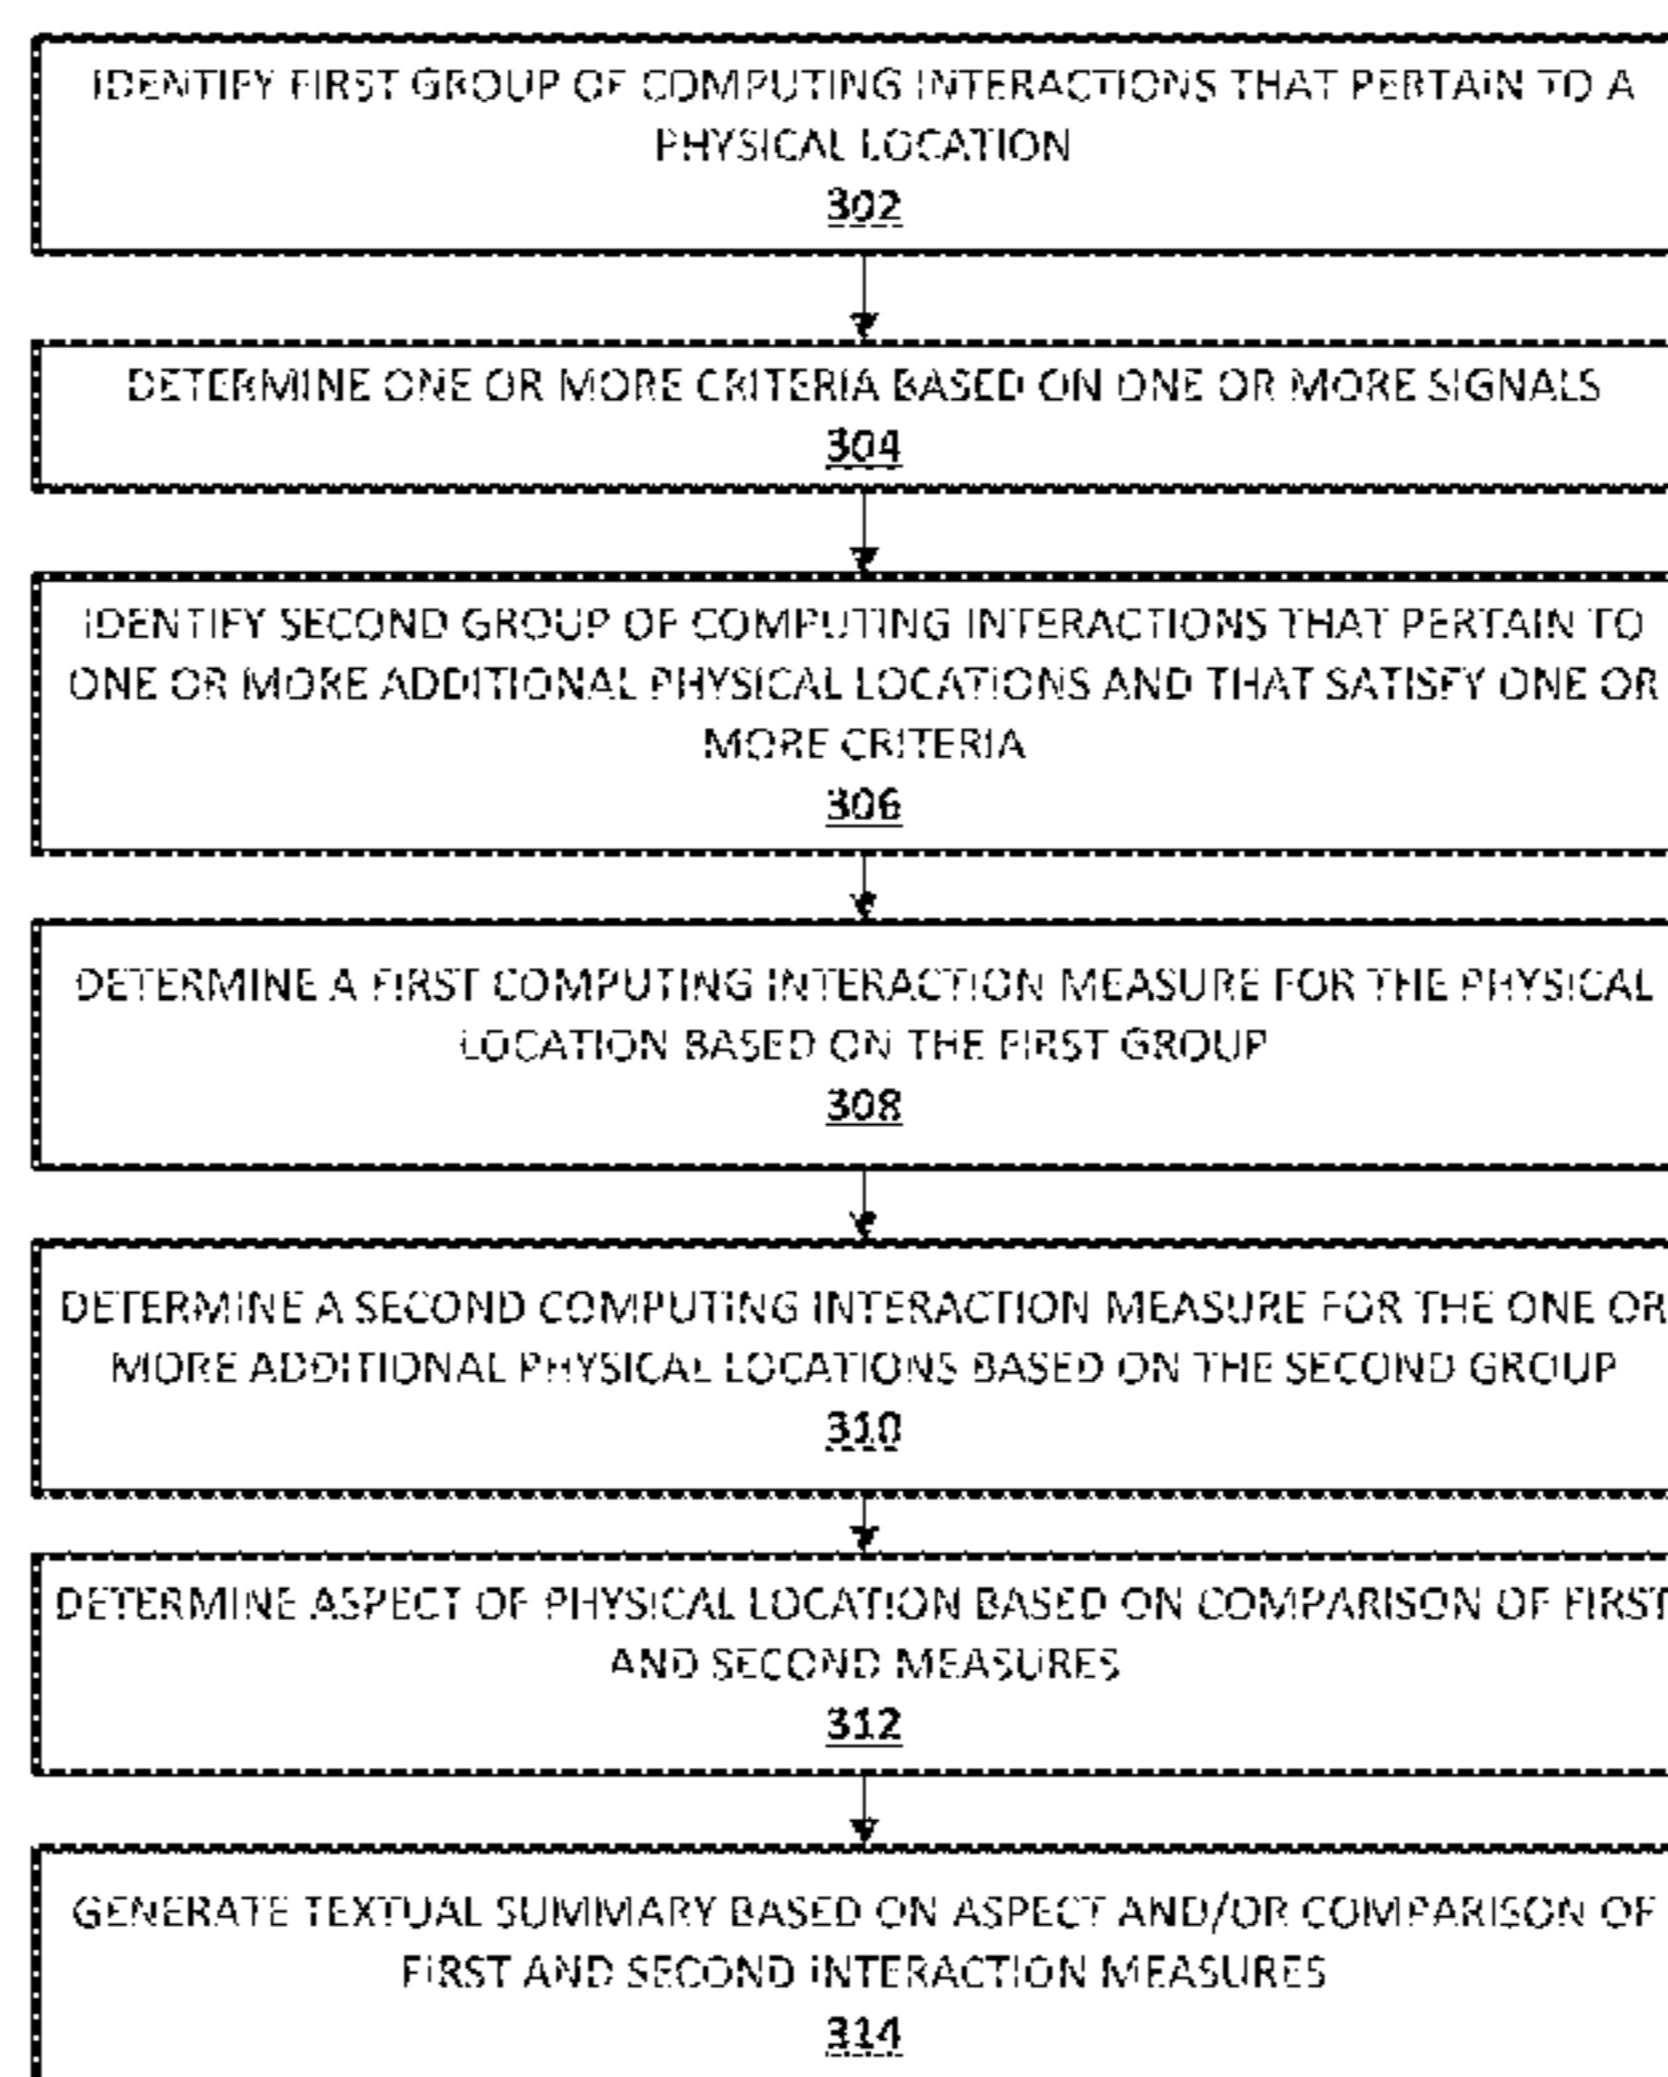 IDENTIFY FIRST GROUP OF COMPUTING INTERACTIONS THAT PERTAIN TO A
PHYSICAL LOCATION
302
DETERMINE ONE OR MORE CRITERIA BASED ON ONE OR MORE SIGNALS
304
IDENTIFY SECOND GROUP OF COMPUTING INTERACTIONS THAT PERTAIN TO
ONE OR MORE ADDITIONAL PHYSICAL LOCATIONS AND THAT SATISFY ONE OR
MORE CRITERIA
306
DETERMINE A FIRST COMPUTING INTERACTION MEASURE FOR THE PHYSICAL
LOCATION BASED ON THE FIRST GROUP
308
DETERMINE A SECOND COMPUTING INTERACTION MEASURE FOR THE ONE OR
MORE ADDITIONAL PHYSICAL LOCATIONS BASED ON THE SECOND GROUP
310
DETERMINE ASPECT OF PHYSICAL LOCATION BASED ON COMPARISON OF FIRST
AND SECOND MEASURES
312
GENERATE TEXTUAL SUMMARY BASED ON ASPECT AND/OR COMPARISON OF
FIRST AND SECOND INTERACTION MEASURES
314